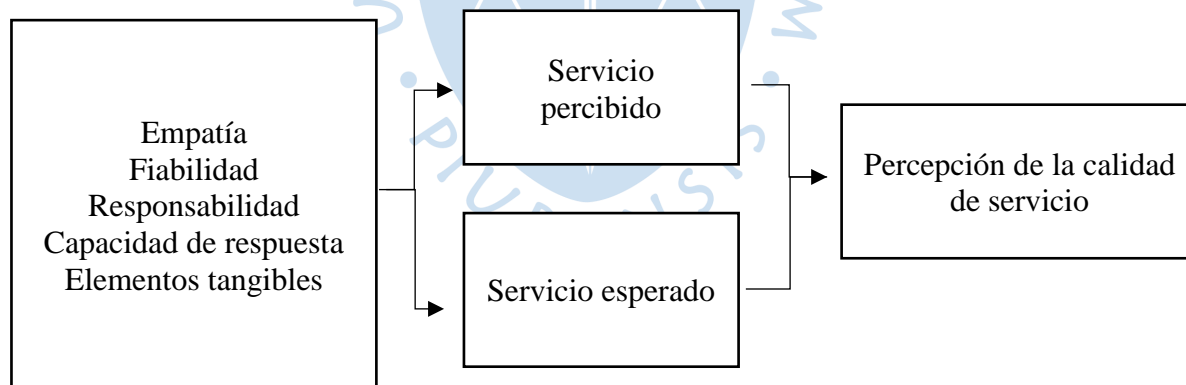 Empatía
Fiabilidad
Responsabilidad
Capacidad de respuesta
Elementos tangibles
Servicio
percibido
Servicio esperado
Percepción de la calidad
de servicio